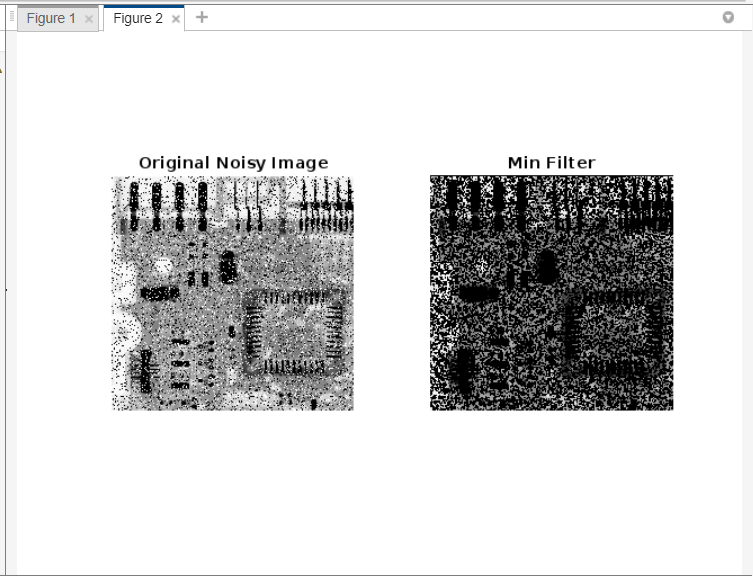 Figure 1 × Figure 2 × +
Original Noisy Image
Min Filter